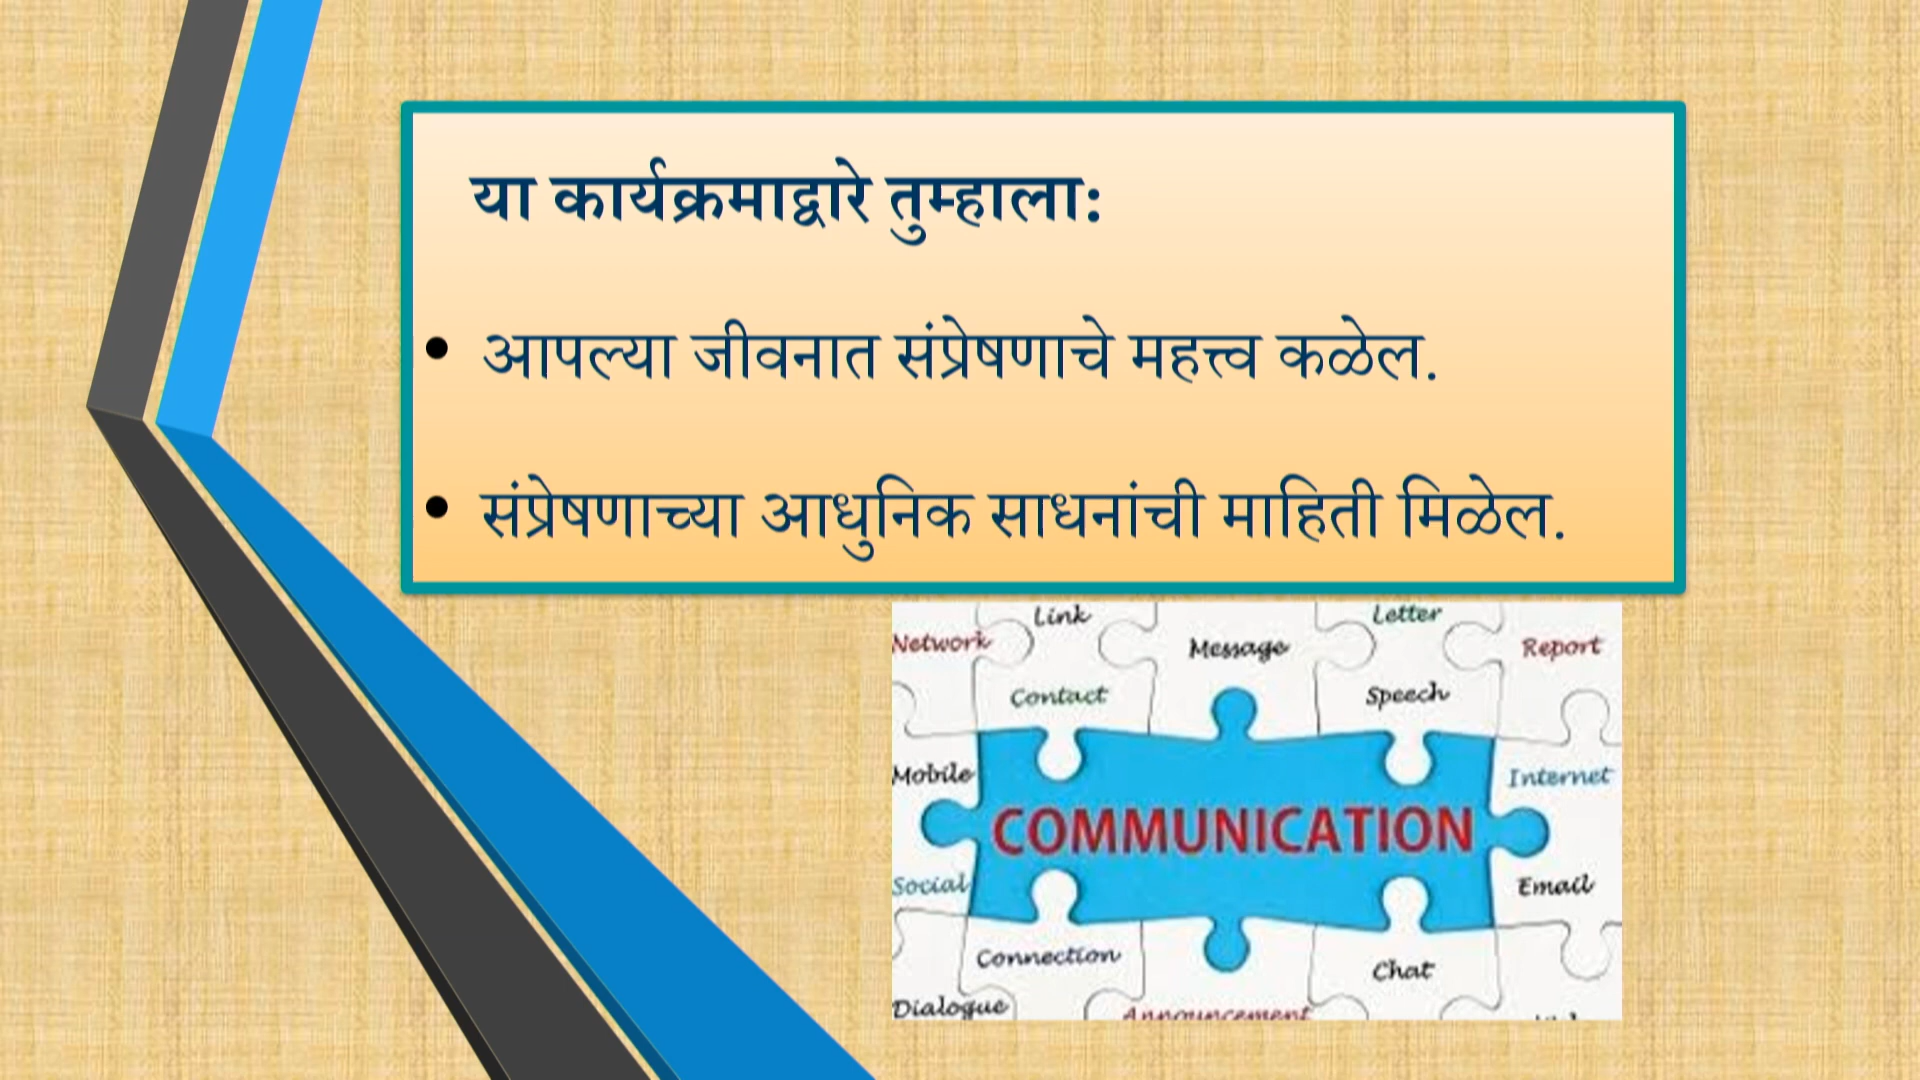 या कार्यक्रमाद्वारे तुम्हाला:
• आपल्या जीवनात संप्रेषणाचे महत्त्व कळेल.
• संप्रेषणाच्या आधुनिक साधनांची माहिती मिळेल.
Link
Letter
Network
Message
Report
Contact
Speech
Mobile
Internet
COMMUNICATION
Social
Email
Connection
Chat
Dialogue
Announcement